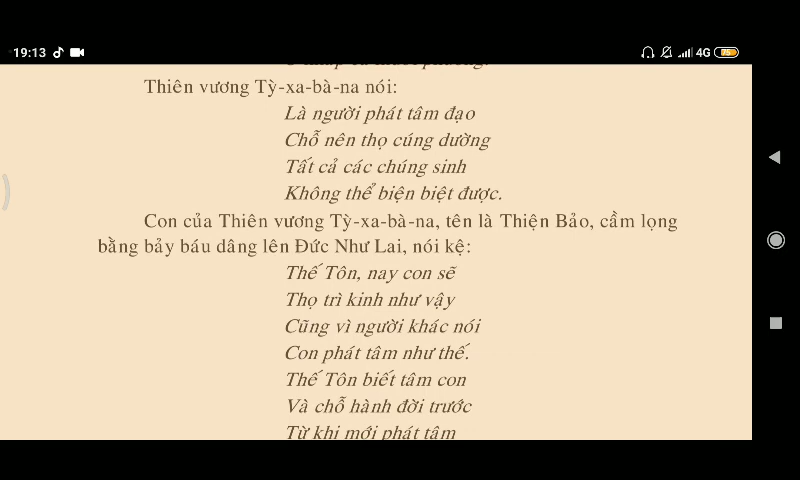 19:13
4G
75
Thiên vương Tỳ-xa-bà-na nói:
Là người phát tâm đạo
Chỗ nên thọ cúng dường
Tất cả các chúng sinh
Không thể biện biệt được.
Con của Thiên vương Tỳ-xa-bà-na, tên là Thiện Bảo, cầm lọng
bằng bảy báu dâng lên Đức Như Lai, nói kệ:
Thế Tôn, nay con sẽ
Thọ trì kinh như vậy
Cũng vì người khác nói
Con phát tâm như thế.
Thế Tôn biết tâm con
Và chỗ hành đời trước
Từ khi mới phát tâm